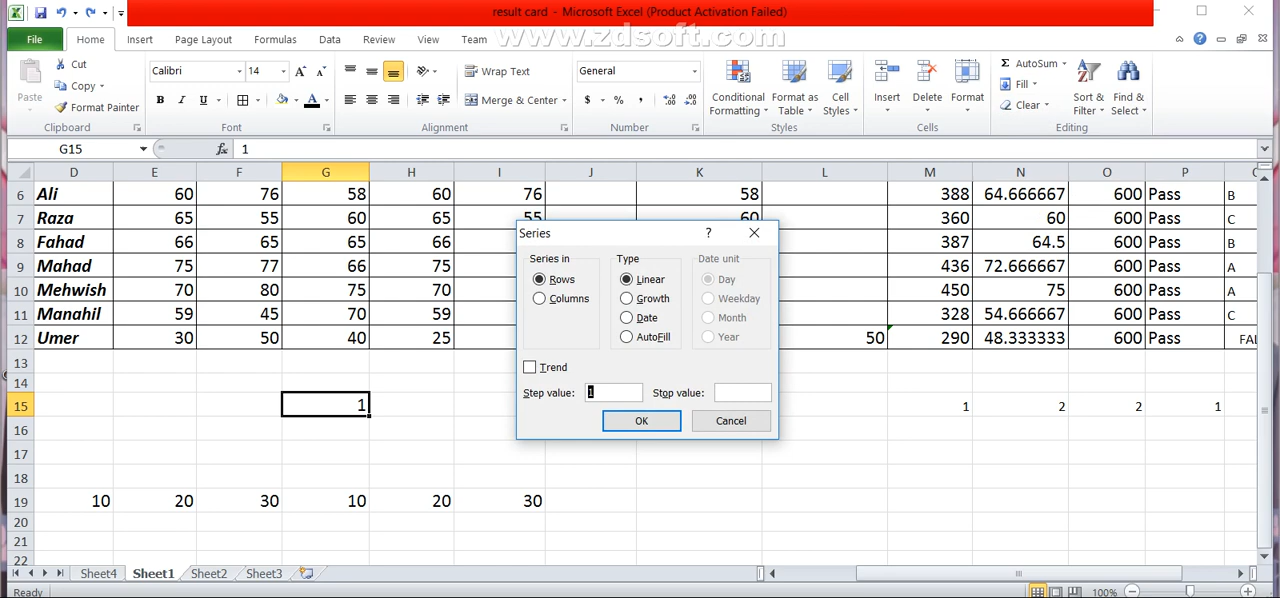 result card - Microsoft Excel (Product Activation Failed)
www.zdsoft.com
File Home Insert Page Layout Formulas Data Review View Team
Cut
Copy
Format Painter
Paste
Clipboard
Calibri 14
B I U
Font
Wrap Text
Merge & Center
Alignment
General
$ % ,
Number
Conditional Formatting
Format as Table
Cell Styles
Styles
Insert Delete Format
Cells
AutoSum
Fill
Clear
Sort & Filter
Find & Select
Editing
G15 fx 1
D E F G H I J K L M N O P
6 Ali 60 76 58 60 76 58 388 64.666667 600 Pass B
7 Raza 65 55 60 65 55 60 360 60 600 Pass C
8 Fahad 66 65 65 66 387 64.5 600 Pass B
9 Mahad 75 77 66 75 436 72.666667 600 Pass A
10 Mehwish 70 80 75 70 450 75 600 Pass A
11 Manahil 59 45 70 59 328 54.666667 600 Pass C
12 Umer 30 50 40 25 50 290 48.333333 600 Pass FAL
13
14
15 1 1 2 2 1
16
17
18
19 10 20 30 10 20 30
20
21
22
Series ?
Series in
Rows
Columns
Type
Linear
Growth
Date
AutoFill
Date unit
Day
Weekday
Month
Year
Trend
Step value: 1 Stop value:
OK Cancel
Sheet4 Sheet1 Sheet2 Sheet3
Ready 100%